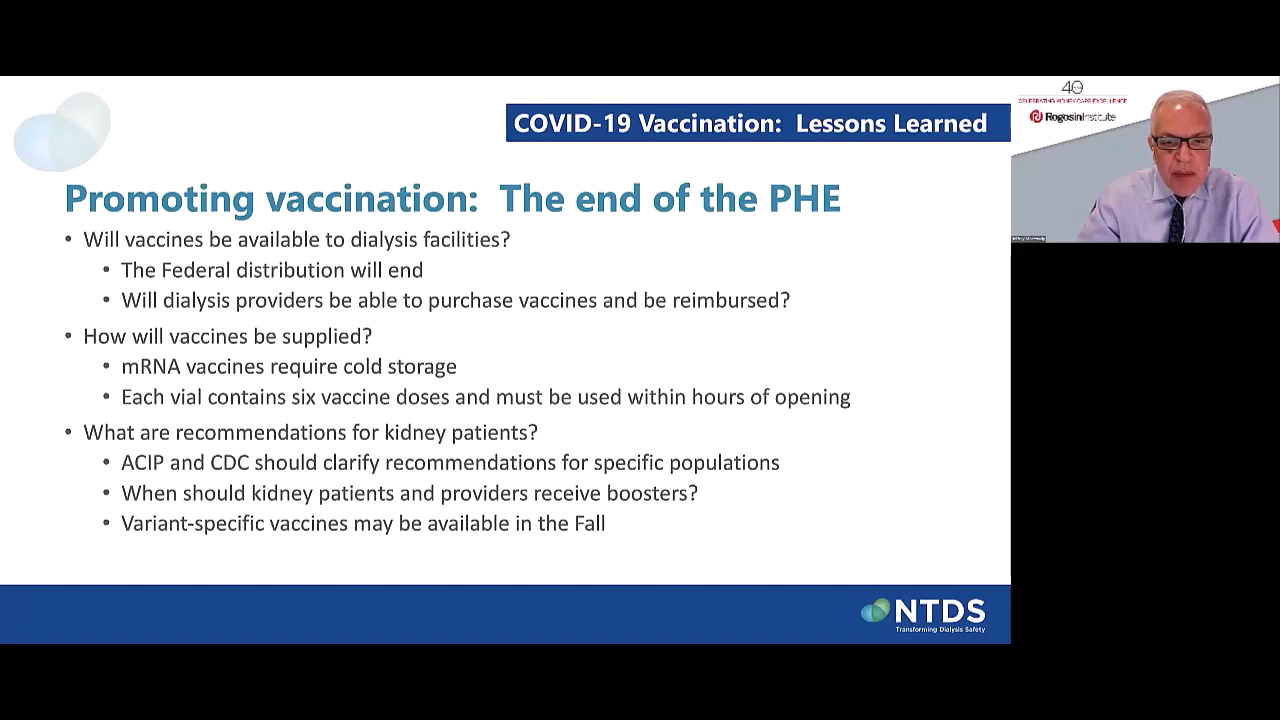 COVID-19 Vaccination: Lessons Learned
Promoting vaccination: The end of the PHE
• Will vaccines be available to dialysis facilities?
• The Federal distribution will end
• Will dialysis providers be able to purchase vaccines and be reimbursed?
• How will vaccines be supplied?
• mRNA vaccines require cold storage
• Each vial contains six vaccine doses and must be used within hours of opening
• What are recommendations for kidney patients?
• ACIP and CDC should clarify recommendations for specific populations
• When should kidney patients and providers receive boosters?
• Variant-specific vaccines may be available in the Fall
NTDS
Transforming Dialysis Safety
40
CELEBRATING KIDNEY CARE EXCELLENCE
Rogosin Institute